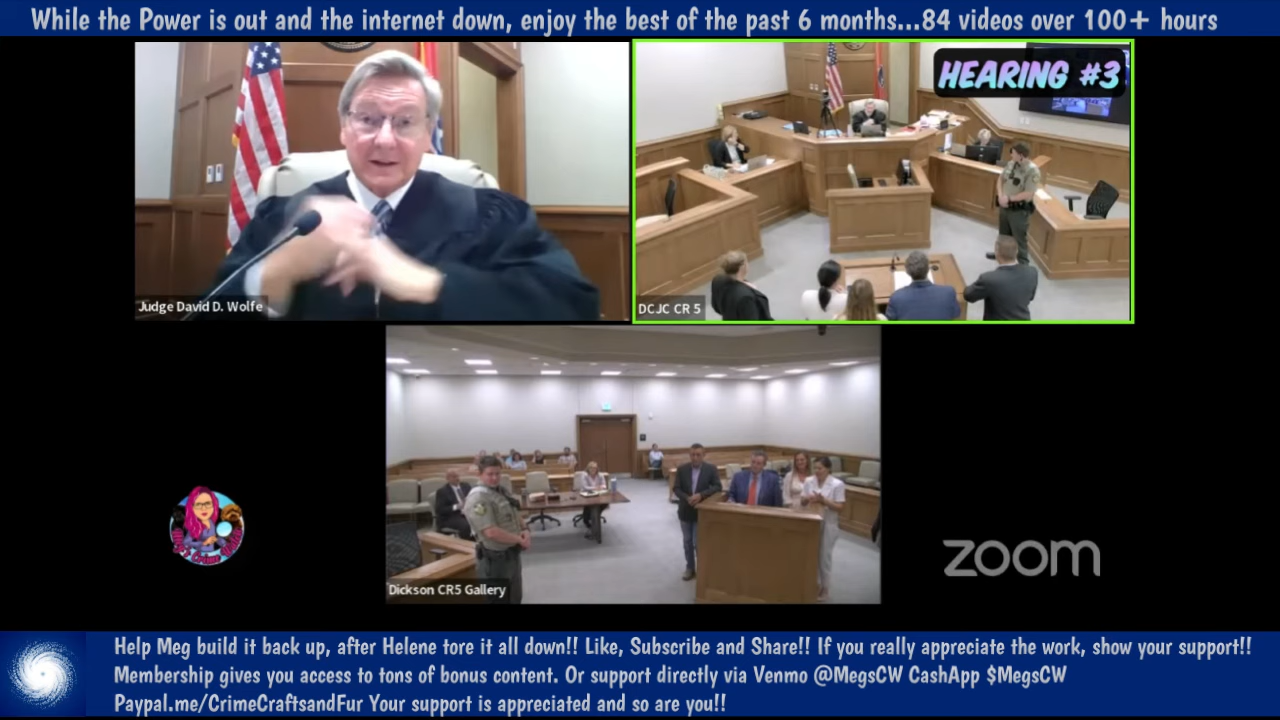 While the Power is out and the internet down, enjoy the best of the past 6 months...84 videos over 100+ hours
HEARING #3
Judge David D. Wolfe
DCJC CR 5
Dickson CR5 Gallery
zoom
Help Meg build it back up, after Helene tore it all down!! Like, Subscribe and Share!! If you really appreciate the work, show your support!!
Membership gives you access to tons of bonus content. Or support directly via Venmo @MegsCW CashApp $MegsCW
Paypal.me/CrimeCraftsandFur Your support is appreciated and so are you!!